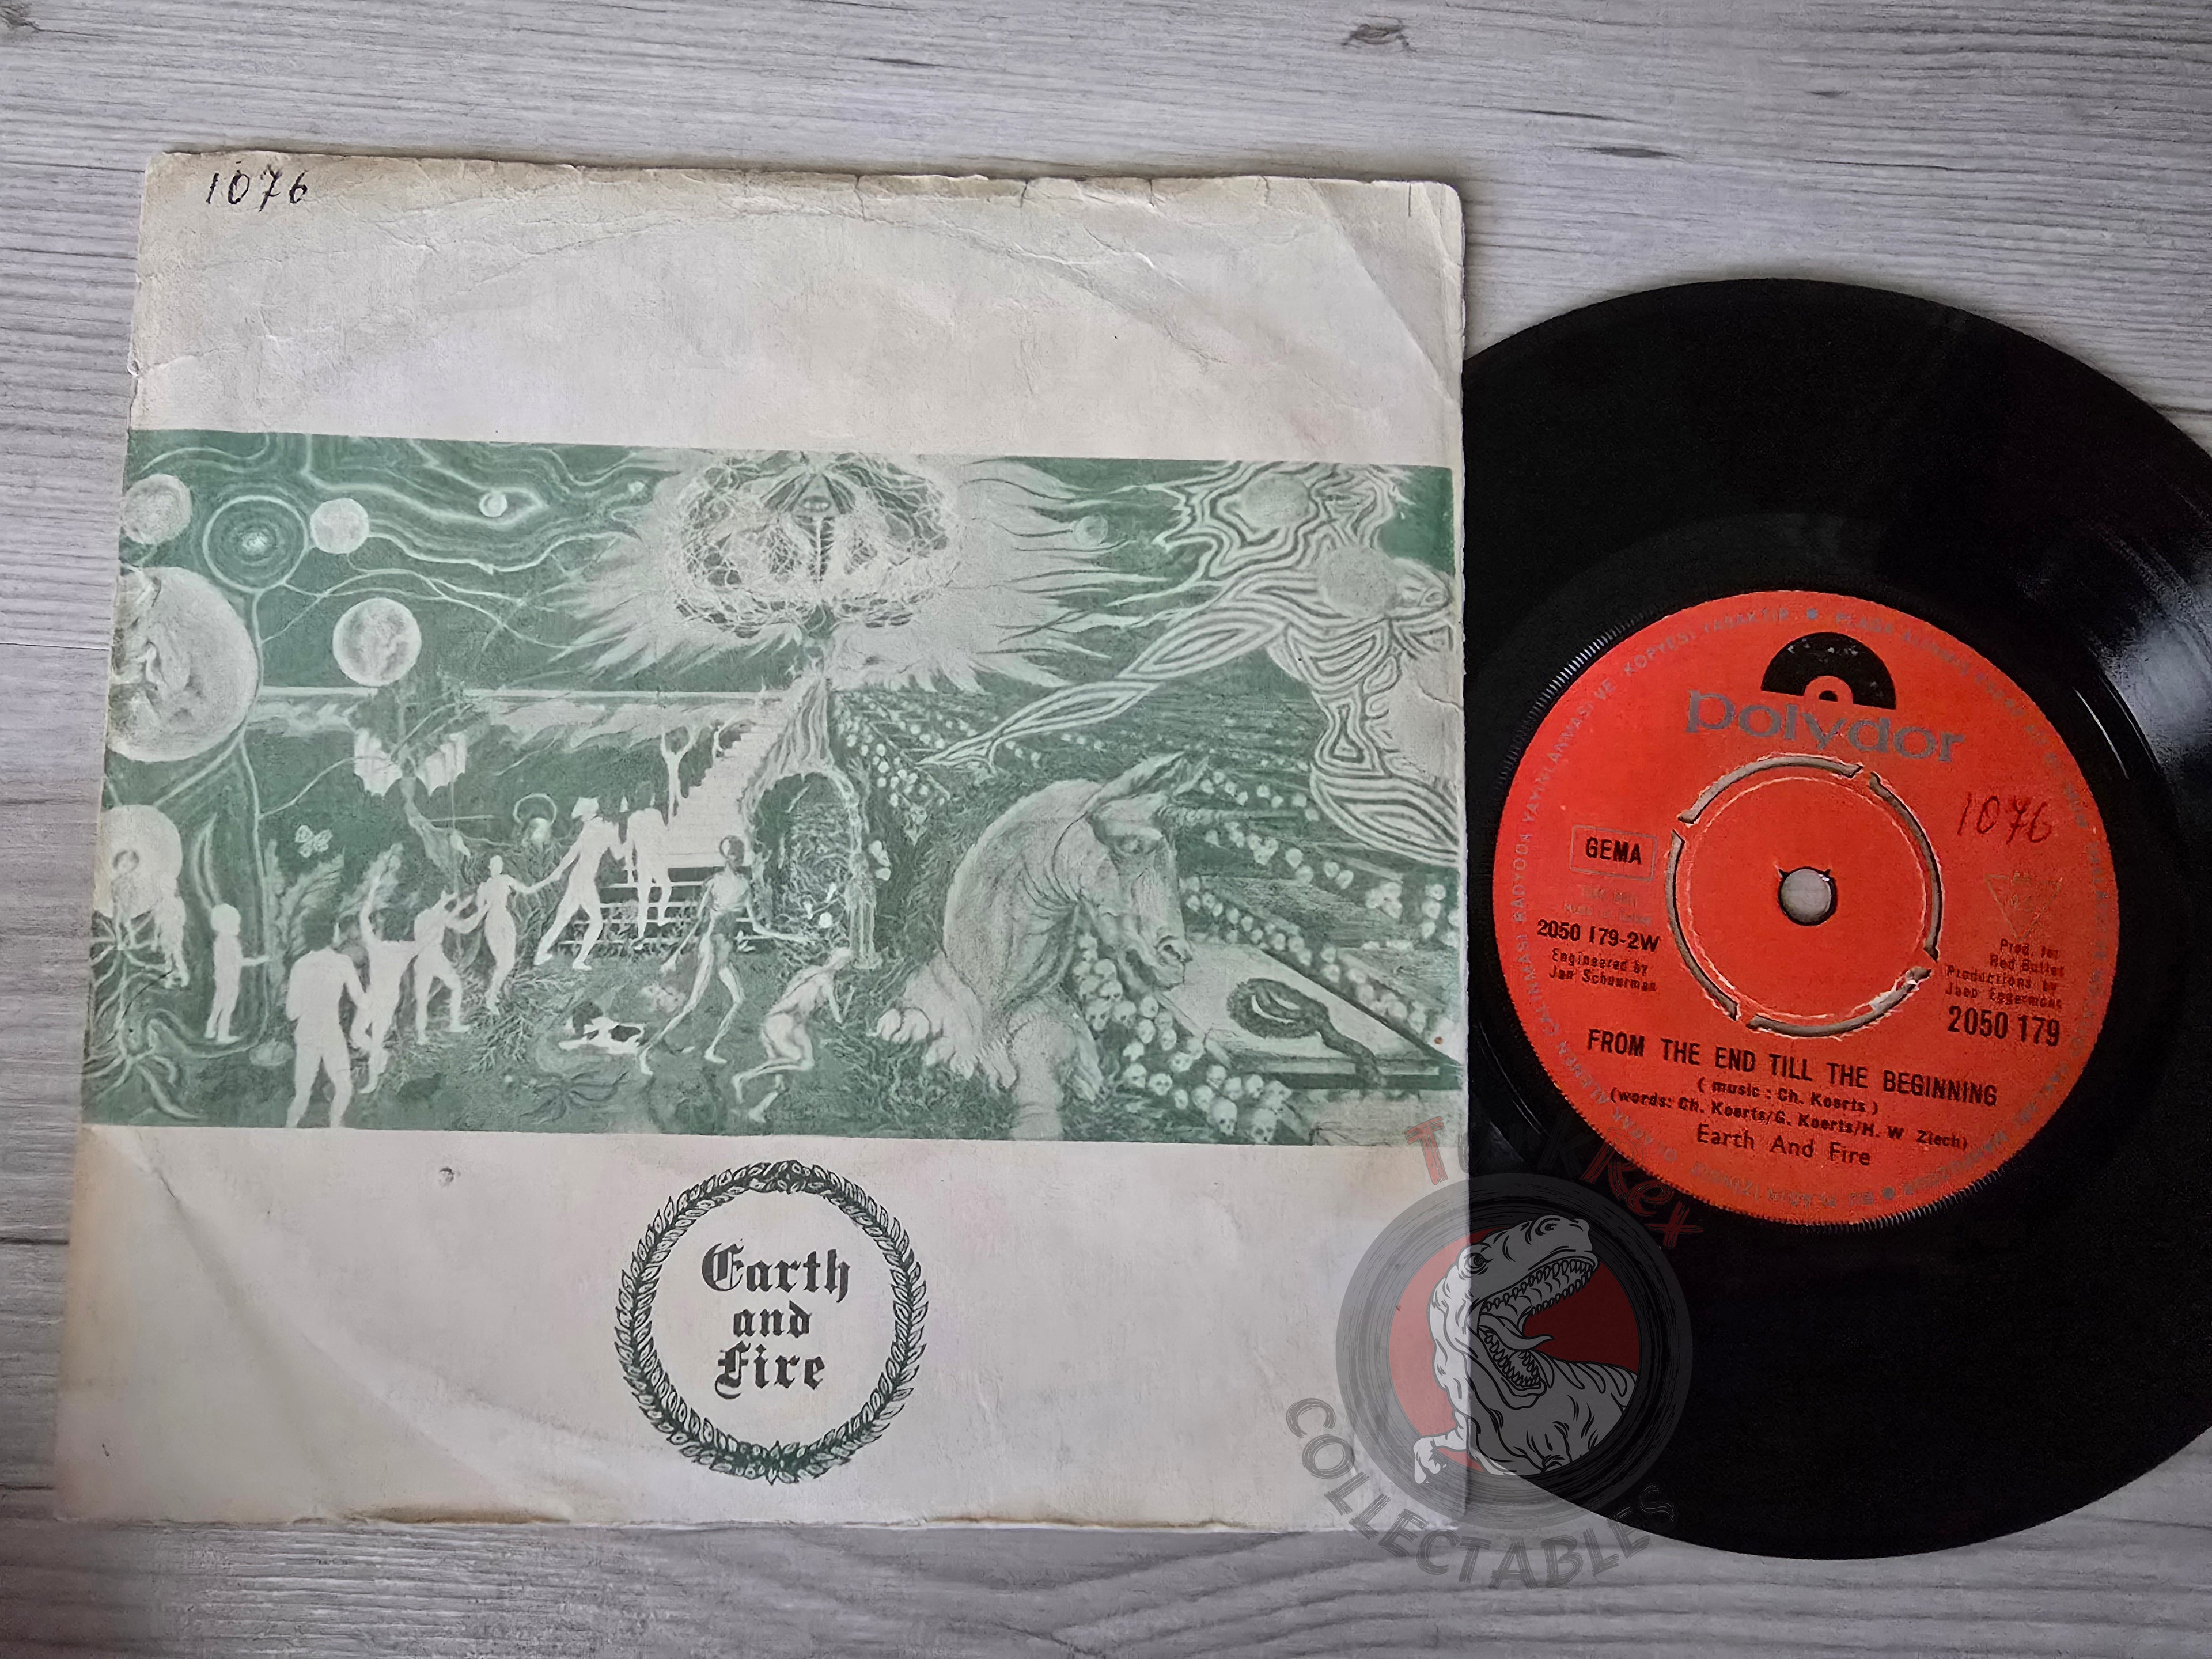 1076
Earth
and
Fire
polydor
1076
GEMA
2050 179-2W
Engineered by
Jan Schuurman
Prod. for
Red Bullet
Productions by
Jaap Eggermont
2050 179
FROM THE END TILL THE BEGINNING
( music : Ch. Koerts )
(words: Ch. Koerts/G. Koerts/H. W Ziech)
Earth And Fire
TurkRex
COLLECTABLES